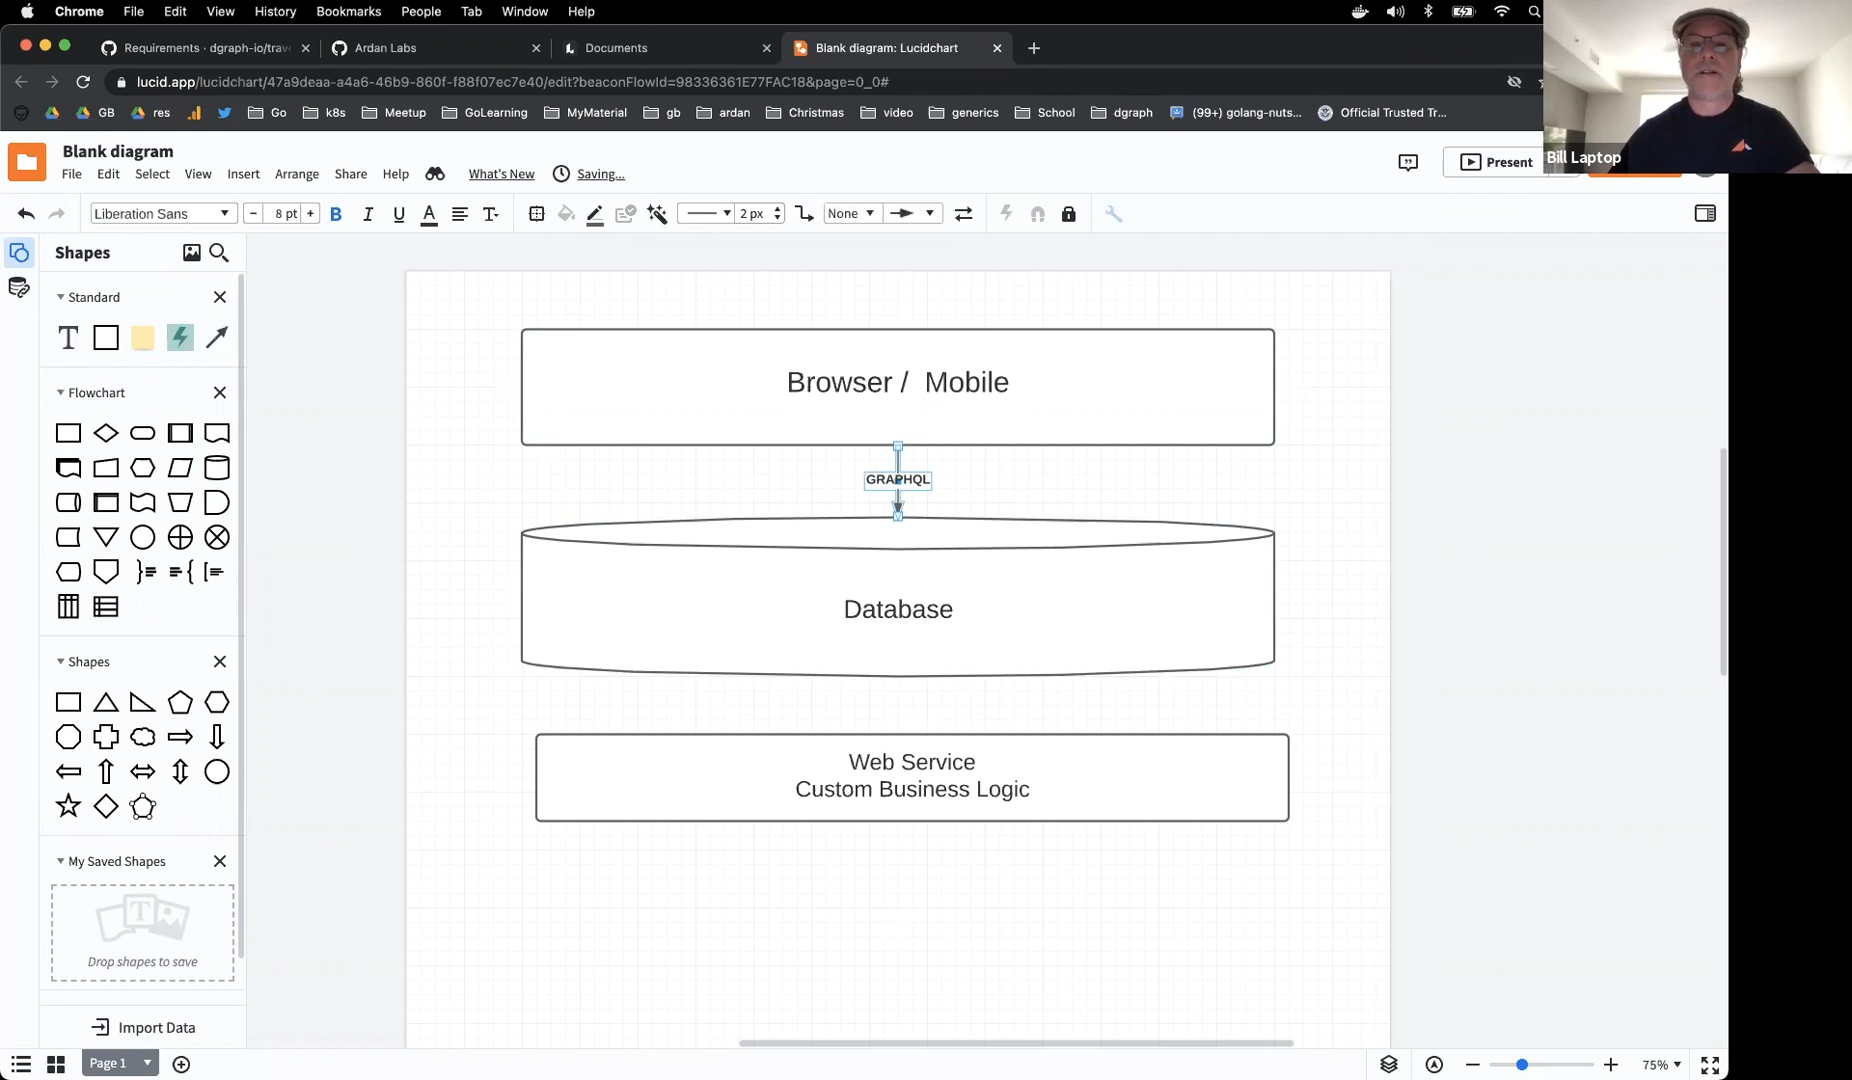 Chrome File Edit View History Bookmarks People Tab Window Help
Requirements · dgraph-io/trave
Ardan Labs
Documents
Blank diagram: Lucidchart
lucid.app/lucidchart/47a9deaa-a4a6-46b9-860f-f88f07ec7e40/edit?beaconFlowId=98336361E77FAC18&page=0_0#
GB res Go k8s Meetup GoLearning MyMaterial gb ardan Christmas video generics School dgraph (99+) golang-nuts... Official Trusted Tr...
Bill Laptop
Blank diagram
File Edit Select View Insert Arrange Share Help What's New Saving...
Present
Liberation Sans − 8 pt + B I U A T 2 px None
Shapes
Standard
T
Flowchart
Shapes
My Saved Shapes
T
Drop shapes to save
Import Data
Page 1
75%
Browser / Mobile
GRAPHQL
Database
Web Service
Custom Business Logic